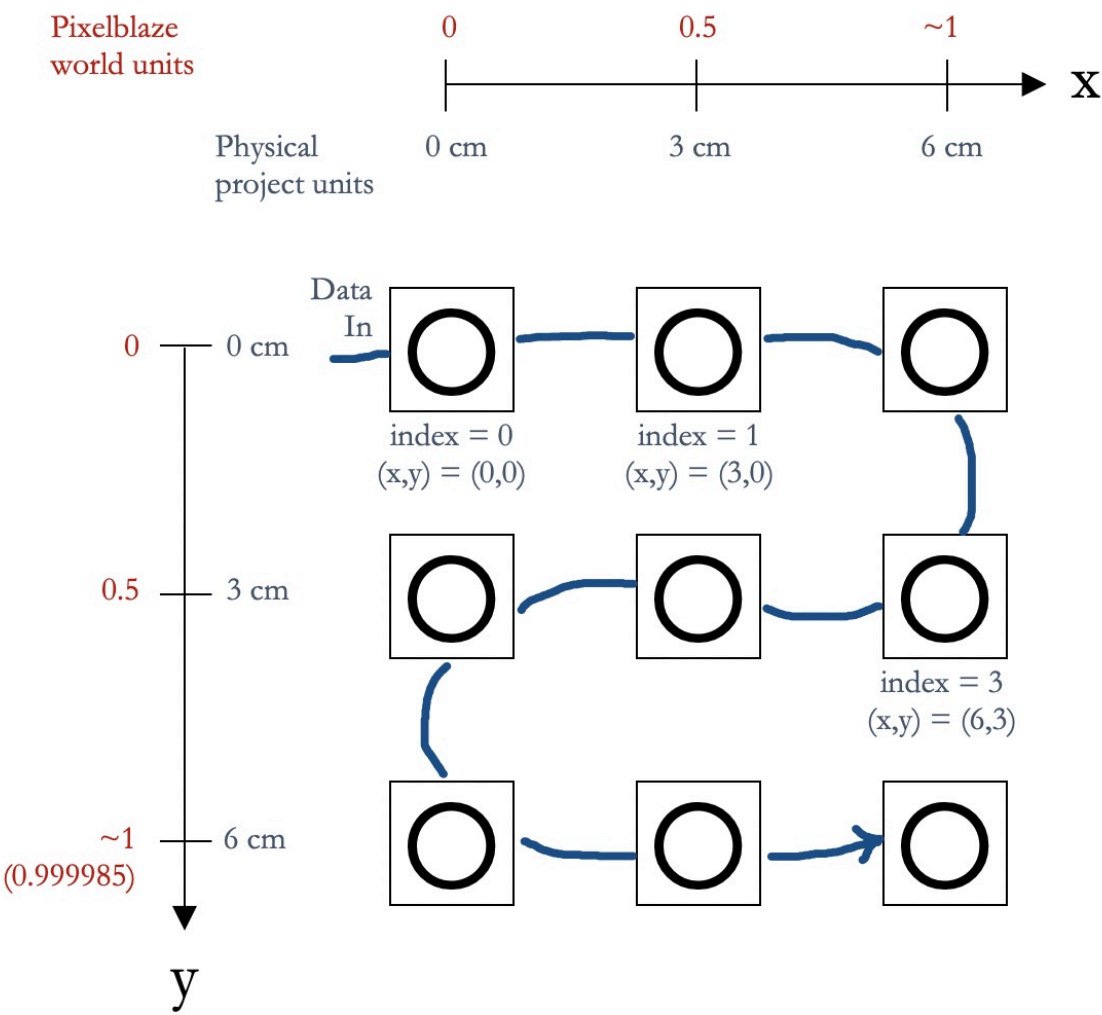 Pixelblaze
world units
0
0.5
~1
x
Physical
project units
0 cm
3 cm
6 cm
Data
In
0
0 cm
index = 0
(x,y) = (0,0)
index = 1
(x,y) = (3,0)
0.5
3 cm
index = 3
(x,y) = (6,3)
~1
(0.999985)
6 cm
y